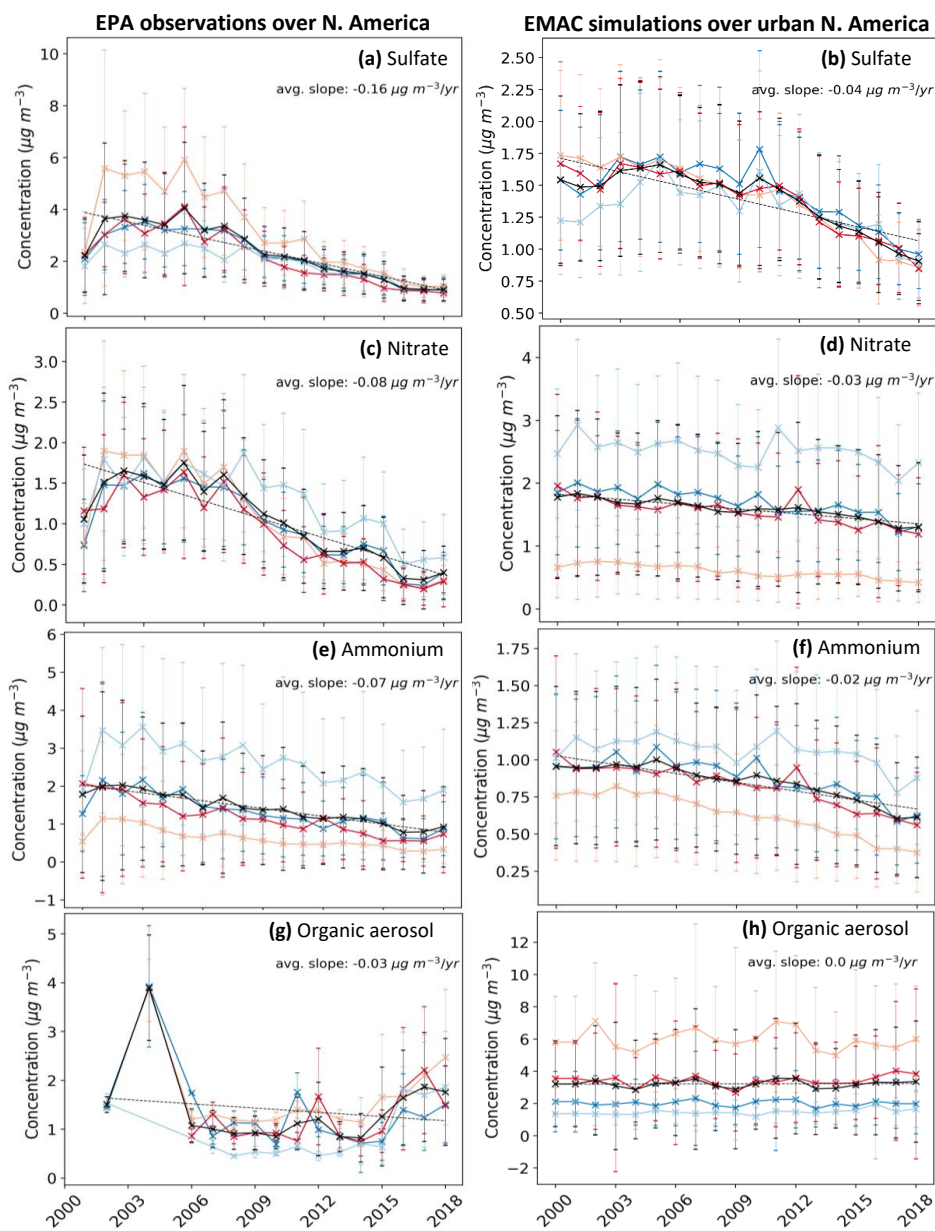 EPA observations over N. America
EMAC simulations over urban N. America
(a) Sulfate
avg. slope: -0.16 μg m⁻³/yr
Concentration (μg m⁻³)
10
8
6
4
2
0
(b) Sulfate
avg. slope: -0.04 μg m⁻³/yr
Concentration (μg m⁻³)
2.50
2.25
2.00
1.75
1.50
1.25
1.00
0.75
0.50
(c) Nitrate
avg. slope: -0.08 μg m⁻³/yr
Concentration (μg m⁻³)
3.0
2.5
2.0
1.5
1.0
0.5
0.0
(d) Nitrate
avg. slope: -0.03 μg m⁻³/yr
Concentration (μg m⁻³)
4
3
2
1
0
(e) Ammonium
avg. slope: -0.07 μg m⁻³/yr
Concentration (μg m⁻³)
6
5
4
3
2
1
0
−1
(f) Ammonium
avg. slope: -0.02 μg m⁻³/yr
Concentration (μg m⁻³)
1.75
1.50
1.25
1.00
0.75
0.50
0.25
(g) Organic aerosol
avg. slope: -0.03 μg m⁻³/yr
Concentration (μg m⁻³)
5
4
3
2
1
0
2000
2003
2006
2009
2012
2015
2018
(h) Organic aerosol
avg. slope: 0.0 μg m⁻³/yr
Concentration (μg m⁻³)
12
10
8
6
4
2
0
−2
2000
2003
2006
2009
2012
2015
2018